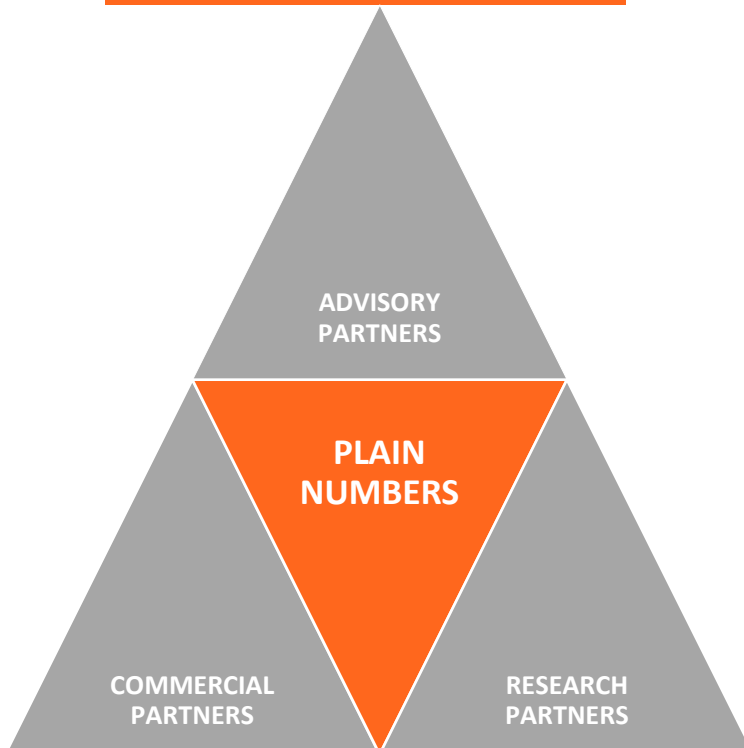 ADVISORY
PARTNERS
PLAIN
NUMBERS
COMMERCIAL
PARTNERS
RESEARCH
PARTNERS